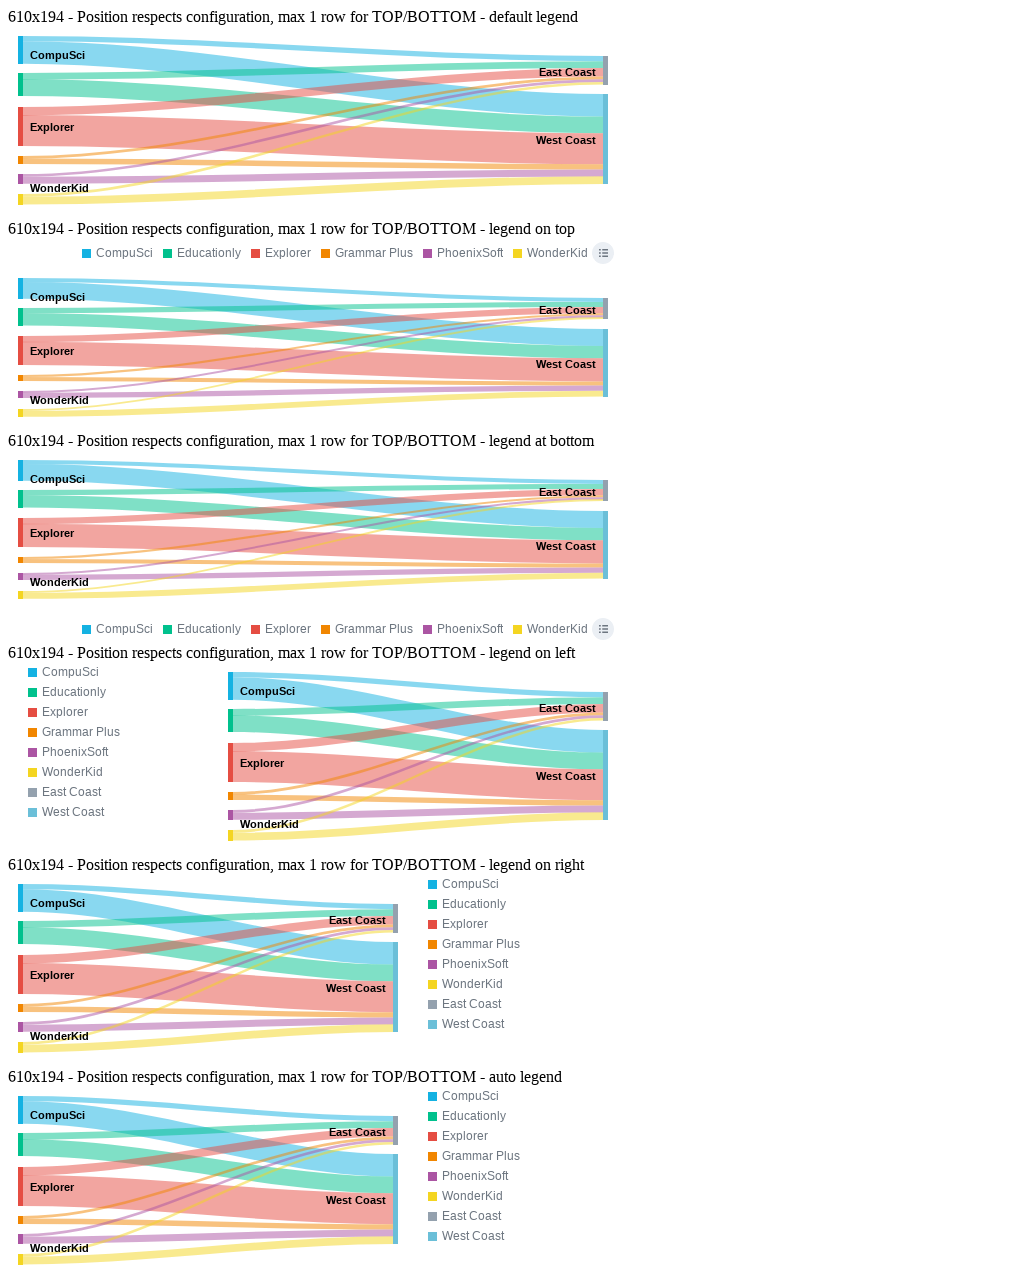 610x194 - Position respects configuration, max 1 row for TOP/BOTTOM - default legend
CompuSci
East Coast
Explorer
West Coast
WonderKid
610x194 - Position respects configuration, max 1 row for TOP/BOTTOM - legend on top
CompuSci Educationly Explorer Grammar Plus PhoenixSoft WonderKid
CompuSci
East Coast
Explorer
West Coast
WonderKid
610x194 - Position respects configuration, max 1 row for TOP/BOTTOM - legend at bottom
CompuSci
East Coast
Explorer
West Coast
WonderKid
CompuSci Educationly Explorer Grammar Plus PhoenixSoft WonderKid
610x194 - Position respects configuration, max 1 row for TOP/BOTTOM - legend on left
CompuSci
Educationly
Explorer
Grammar Plus
PhoenixSoft
WonderKid
East Coast
West Coast
CompuSci
East Coast
Explorer
West Coast
WonderKid
610x194 - Position respects configuration, max 1 row for TOP/BOTTOM - legend on right
CompuSci
East Coast
Explorer
West Coast
WonderKid
CompuSci
Educationly
Explorer
Grammar Plus
PhoenixSoft
WonderKid
East Coast
West Coast
610x194 - Position respects configuration, max 1 row for TOP/BOTTOM - auto legend
CompuSci
East Coast
Explorer
West Coast
WonderKid
CompuSci
Educationly
Explorer
Grammar Plus
PhoenixSoft
WonderKid
East Coast
West Coast